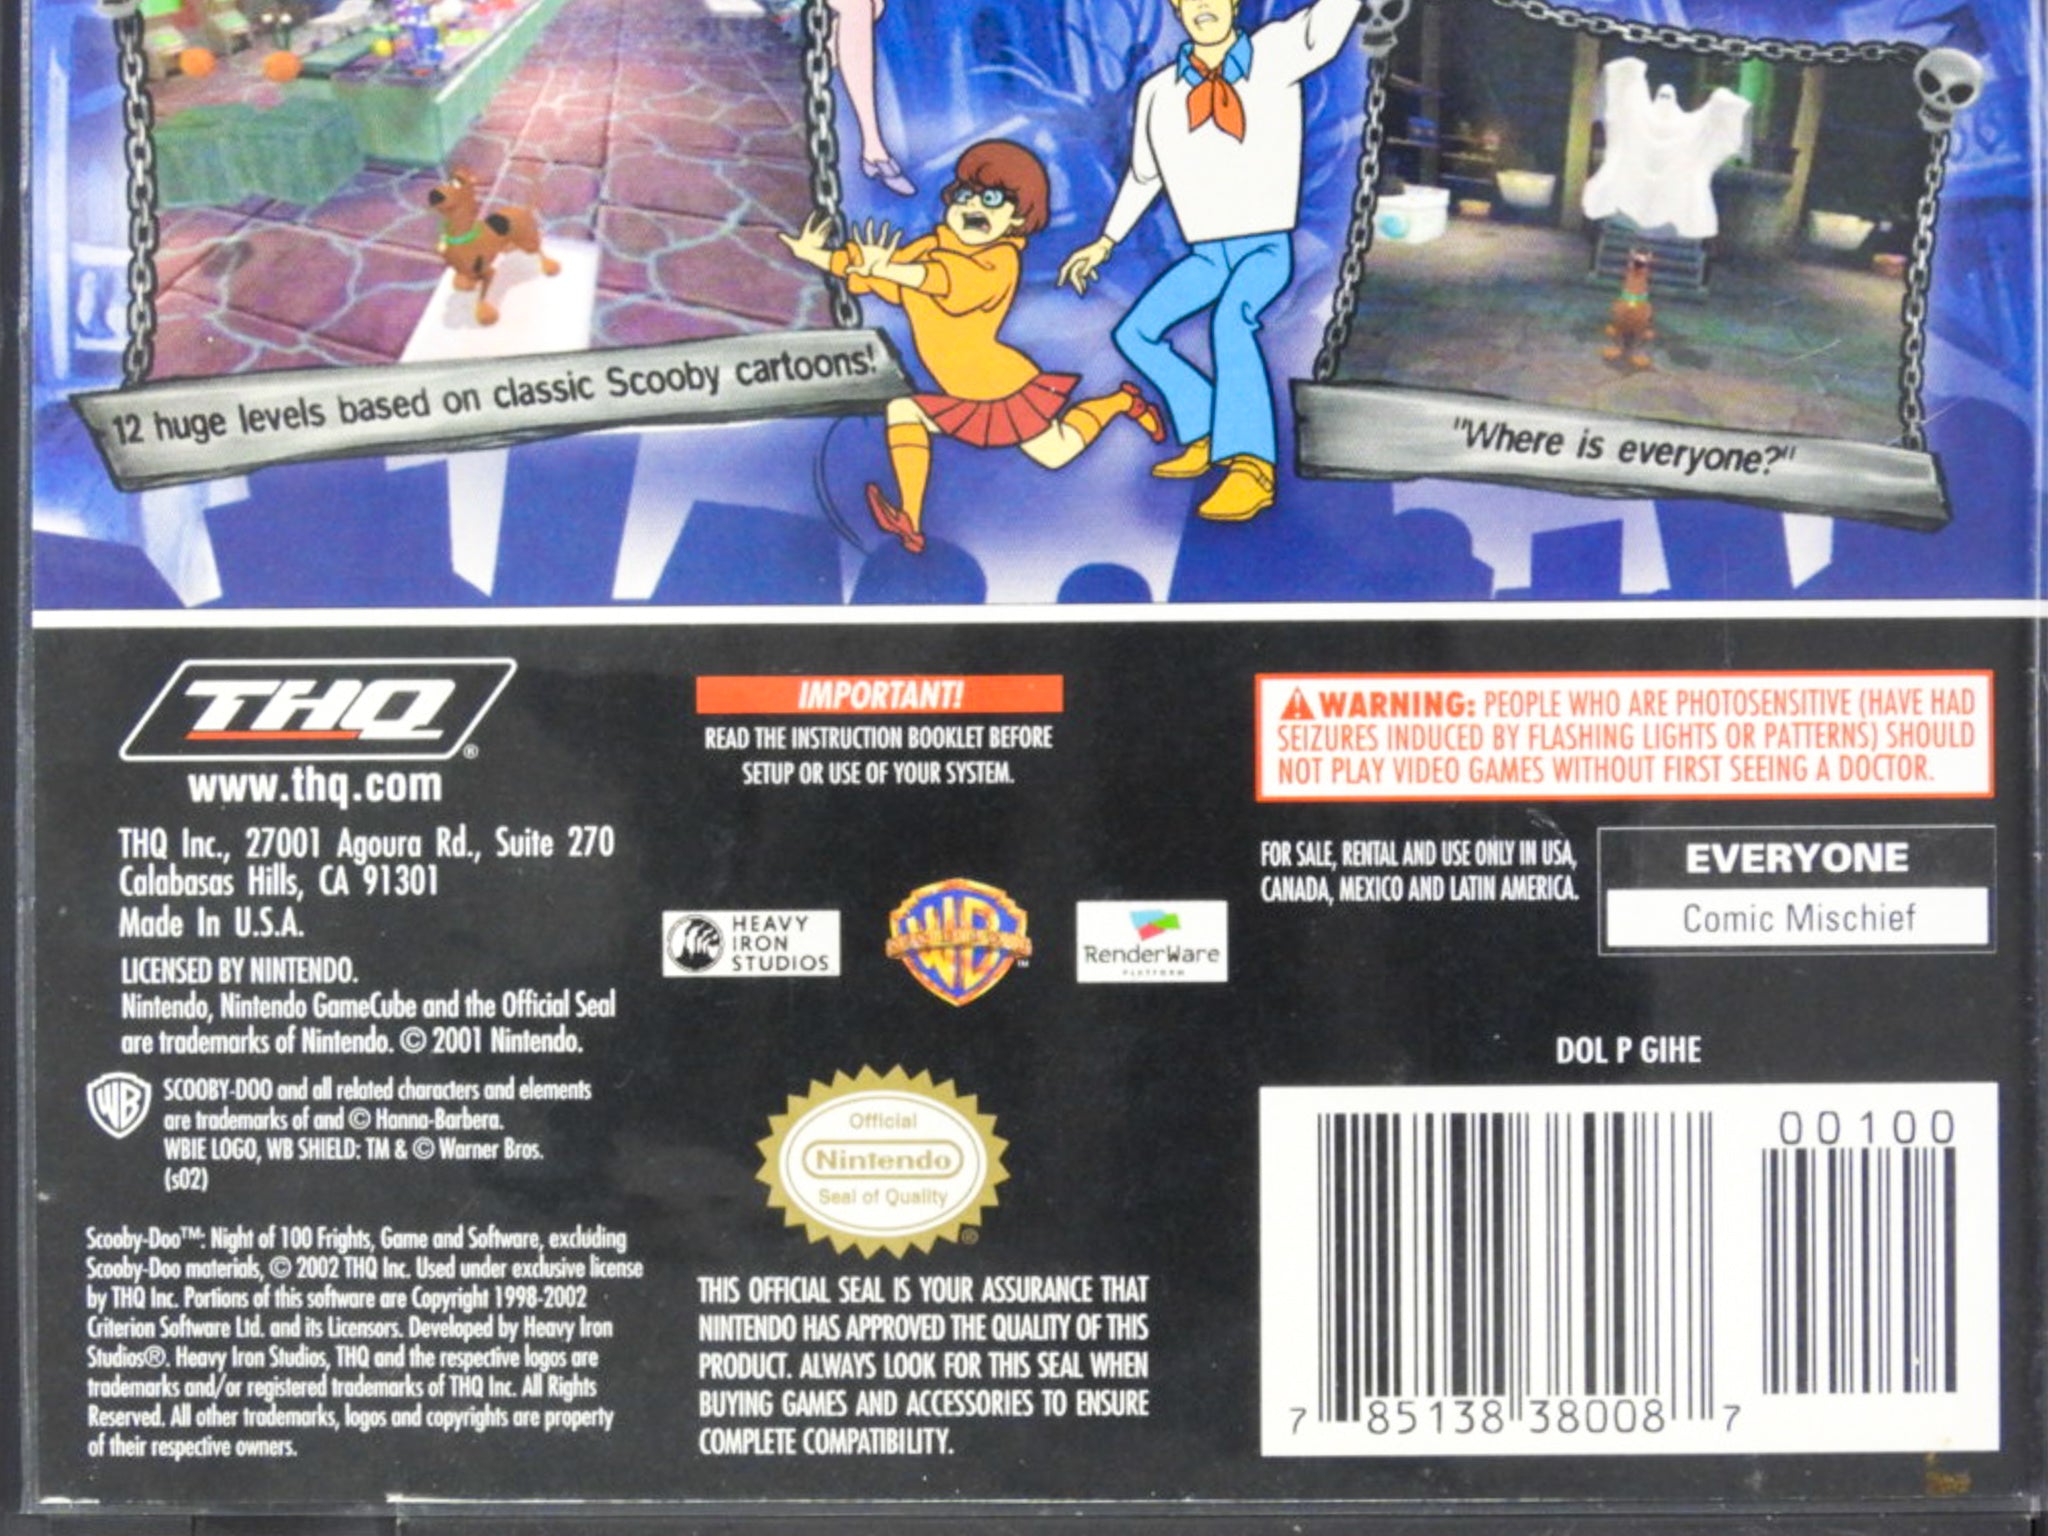 12 huge levels based on classic Scooby cartoons!
"Where is everyone?"
THQ®
www.thq.com
THQ Inc., 27001 Agoura Rd., Suite 270
Calabasas Hills, CA 91301
Made In U.S.A.
LICENSED BY NINTENDO.
Nintendo, Nintendo GameCube and the Official Seal
are trademarks of Nintendo. © 2001 Nintendo.
WB
SCOOBY-DOO and all related characters and elements
are trademarks of and © Hanna-Barbera.
WBIE LOGO, WB SHIELD: TM & © Warner Bros.
(s02)
Scooby-Doo™: Night of 100 Frights, Game and Software, excluding
Scooby-Doo materials, © 2002 THQ Inc. Used under exclusive license
by THQ Inc. Portions of this software are Copyright 1998-2002
Criterion Software Ltd. and its Licensors. Developed by Heavy Iron
Studios®. Heavy Iron Studios, THQ and the respective logos are
trademarks and/or registered trademarks of THQ Inc. All Rights
Reserved. All other trademarks, logos and copyrights are property
of their respective owners.
IMPORTANT!
READ THE INSTRUCTION BOOKLET BEFORE
SETUP OR USE OF YOUR SYSTEM.
HEAVY
IRON
STUDIOS
WB
TM
RenderWare
PLATFORM
Official
Nintendo
Seal of Quality
®
THIS OFFICIAL SEAL IS YOUR ASSURANCE THAT
NINTENDO HAS APPROVED THE QUALITY OF THIS
PRODUCT. ALWAYS LOOK FOR THIS SEAL WHEN
BUYING GAMES AND ACCESSORIES TO ENSURE
COMPLETE COMPATIBILITY.
WARNING: PEOPLE WHO ARE PHOTOSENSITIVE (HAVE HAD
SEIZURES INDUCED BY FLASHING LIGHTS OR PATTERNS) SHOULD
NOT PLAY VIDEO GAMES WITHOUT FIRST SEEING A DOCTOR.
FOR SALE, RENTAL AND USE ONLY IN USA,
CANADA, MEXICO AND LATIN AMERICA.
EVERYONE
Comic Mischief
DOL P GIHE
00100
7 85138 38008 7